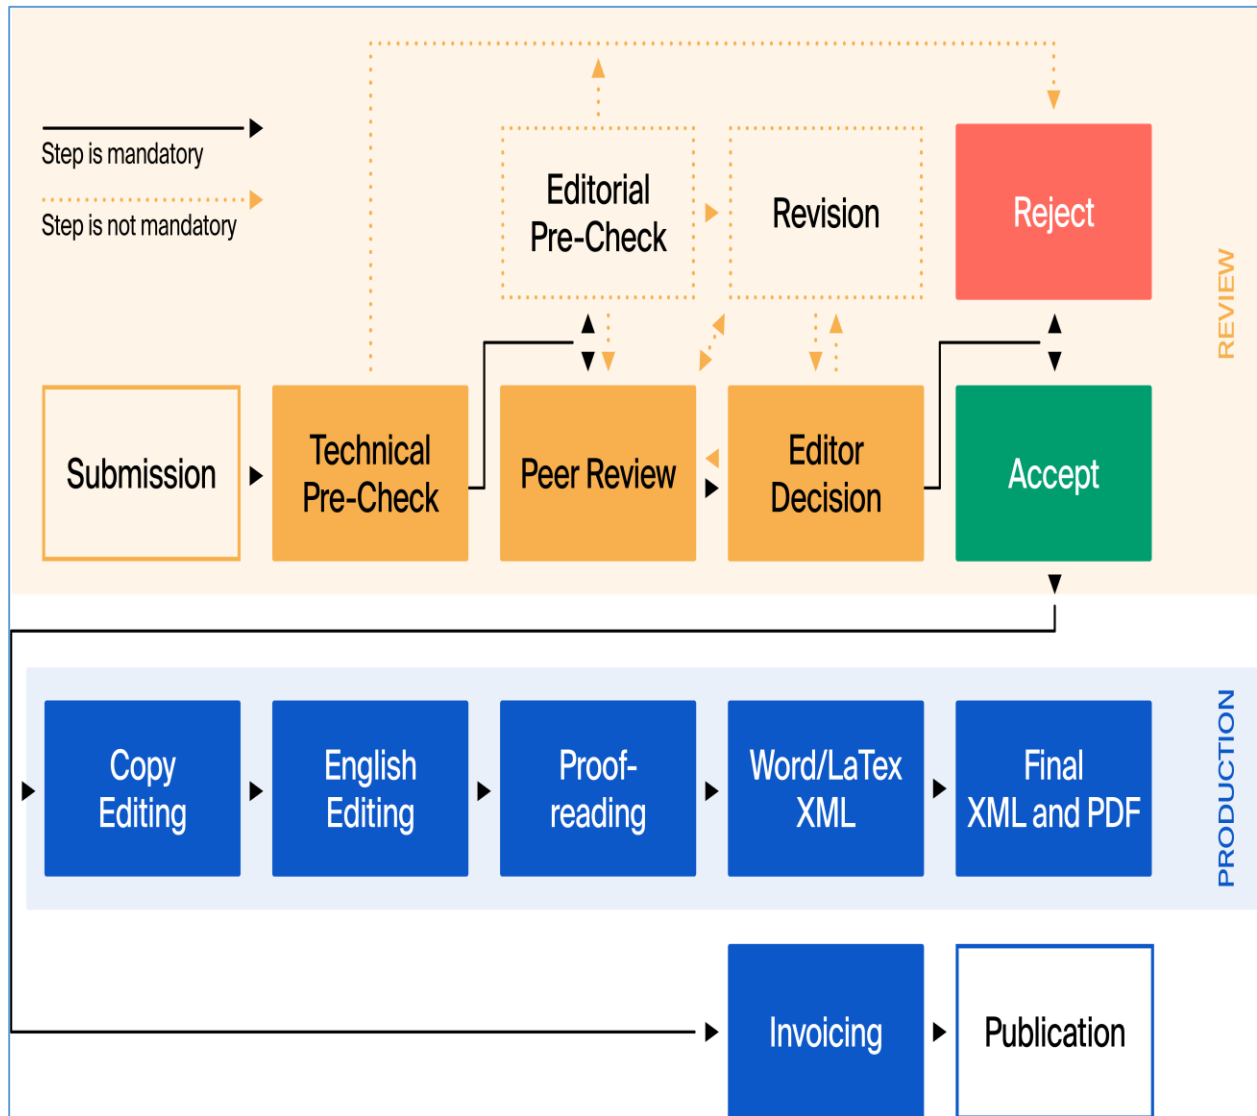 Step is mandatory
Step is not mandatory
Editorial
Pre-Check
Revision
Reject
REVIEW
Submission
Technical
Pre-Check
Peer Review
Editor
Decision
Accept
Copy
Editing
English
Editing
Proof-
reading
Word/LaTex
XML
Final
XML and PDF
PRODUCTION
Invoicing
Publication